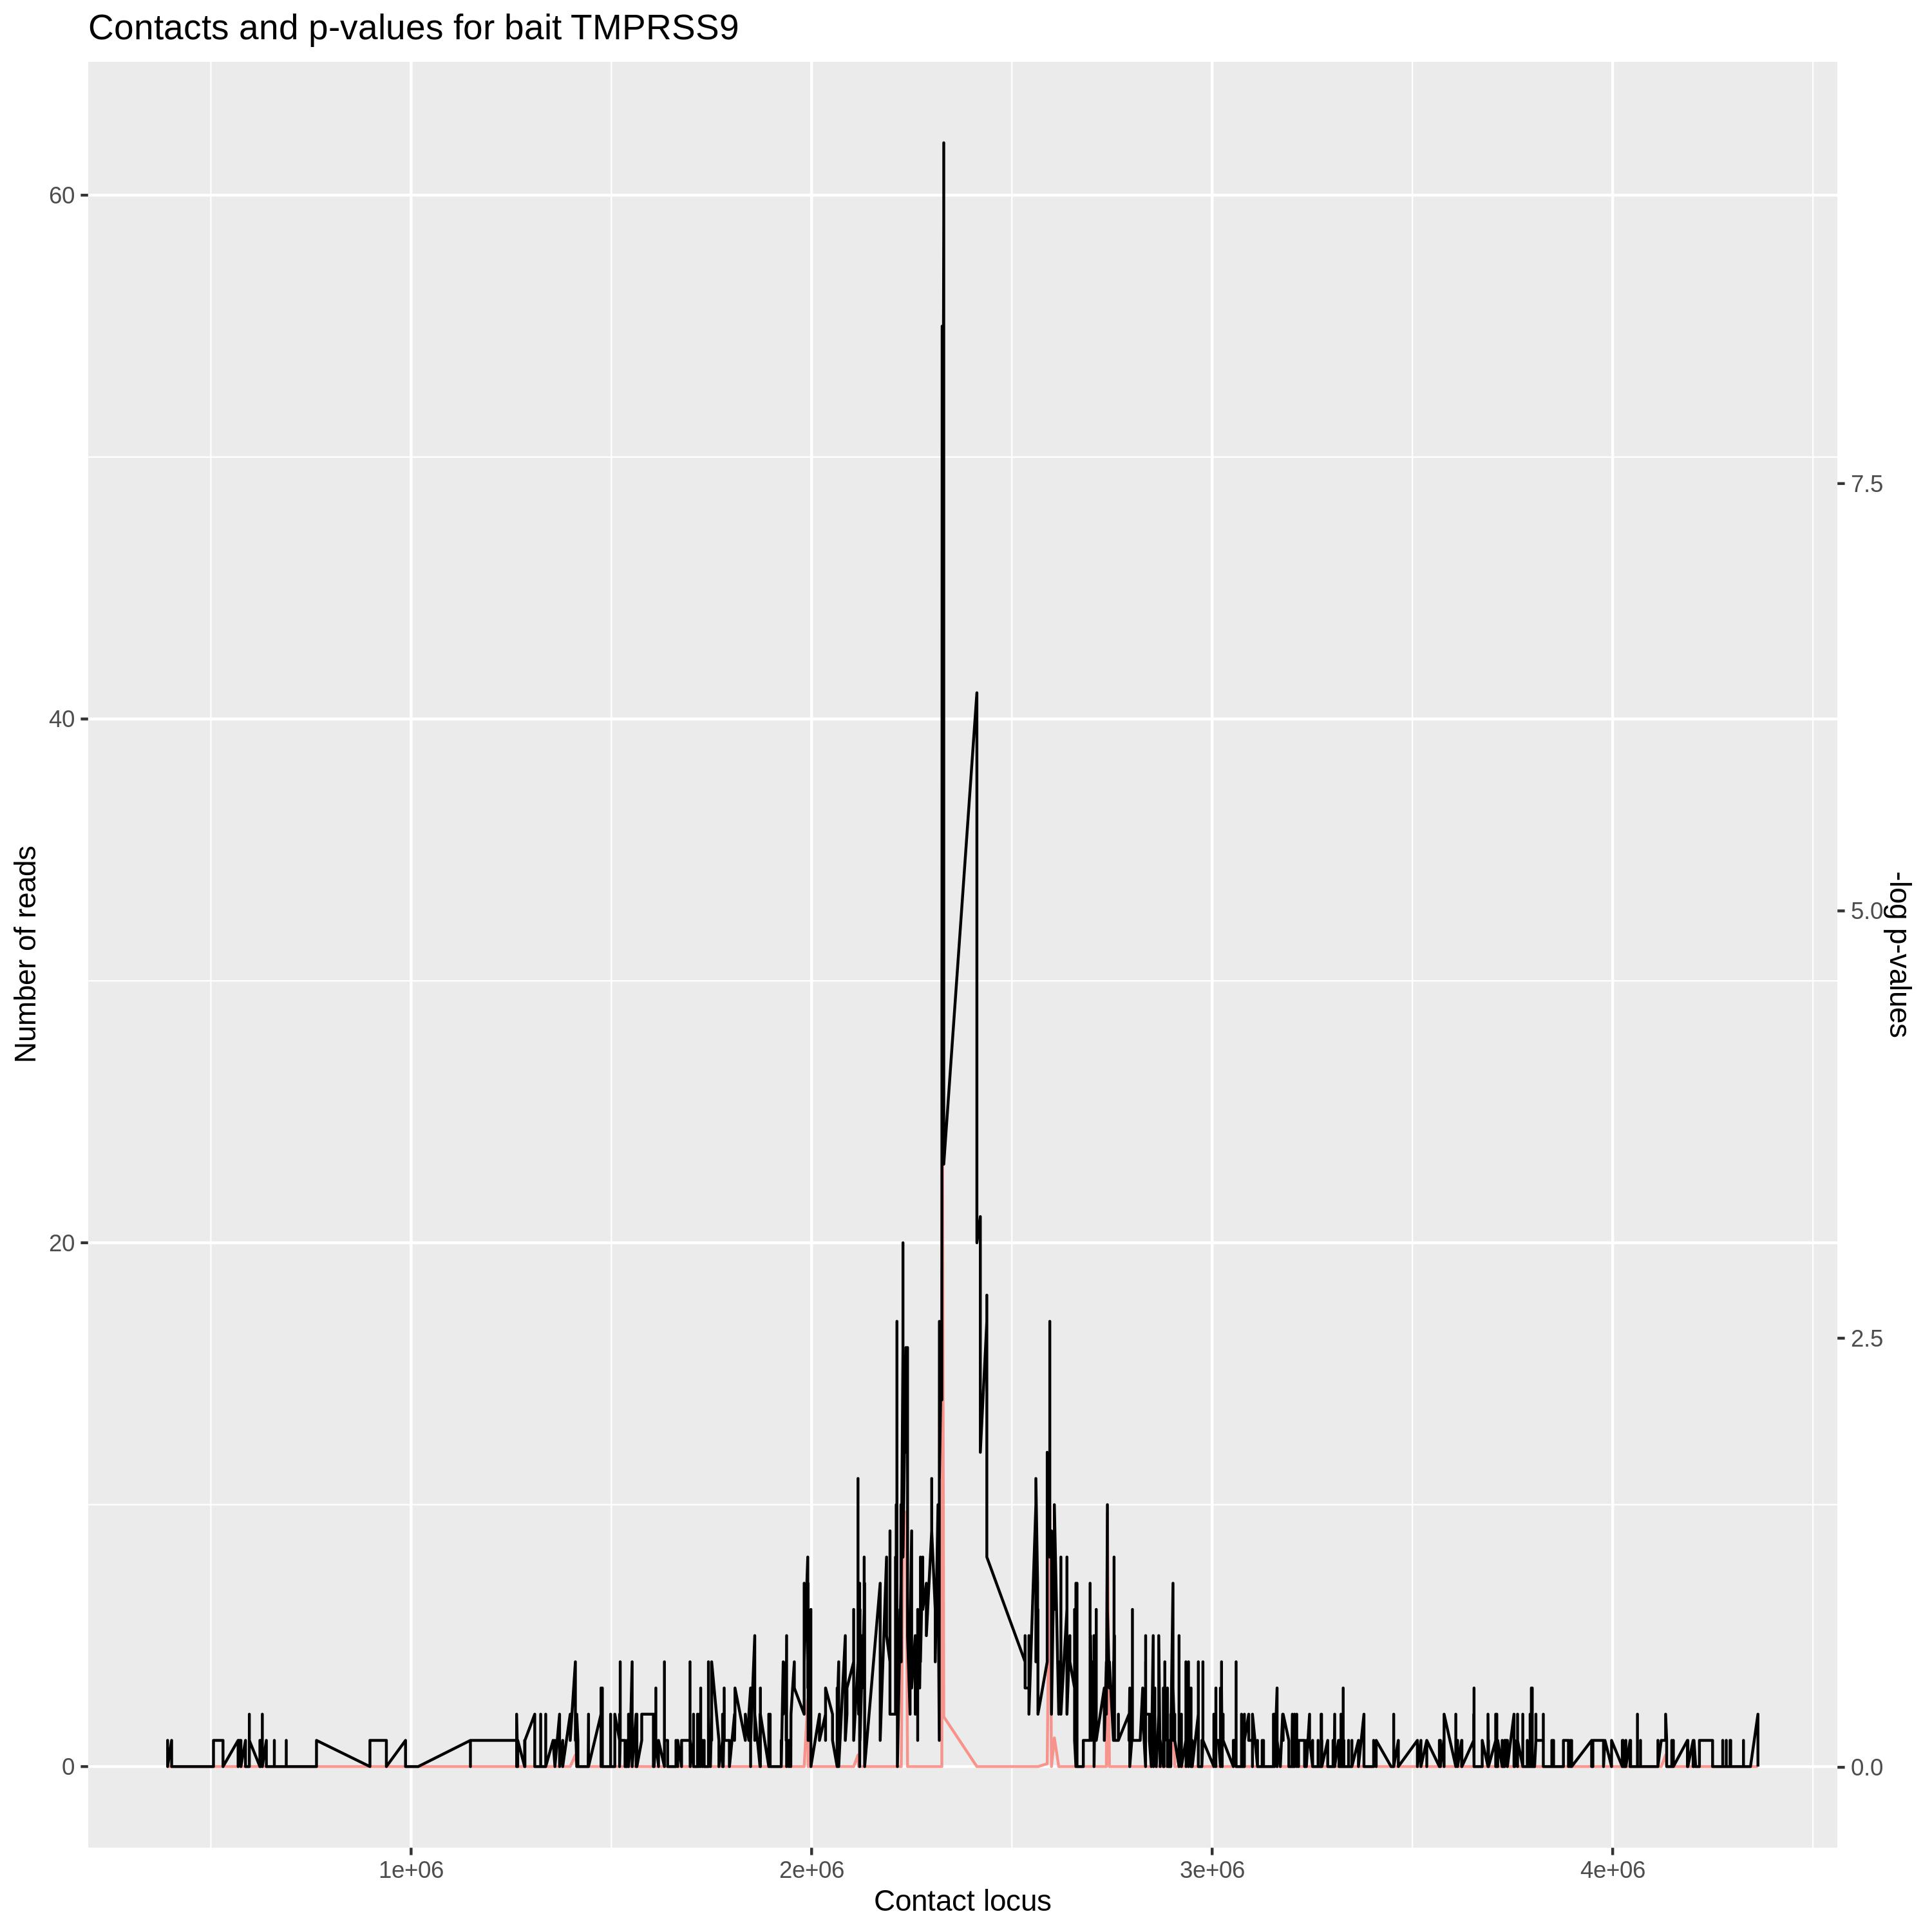 Contacts and p-values for bait TMPRSS9
Number of reads
60
40
20
0
7.5
5.0
2.5
0.0
-log p-values
1e+06 2e+06 3e+06 4e+06
Contact locus